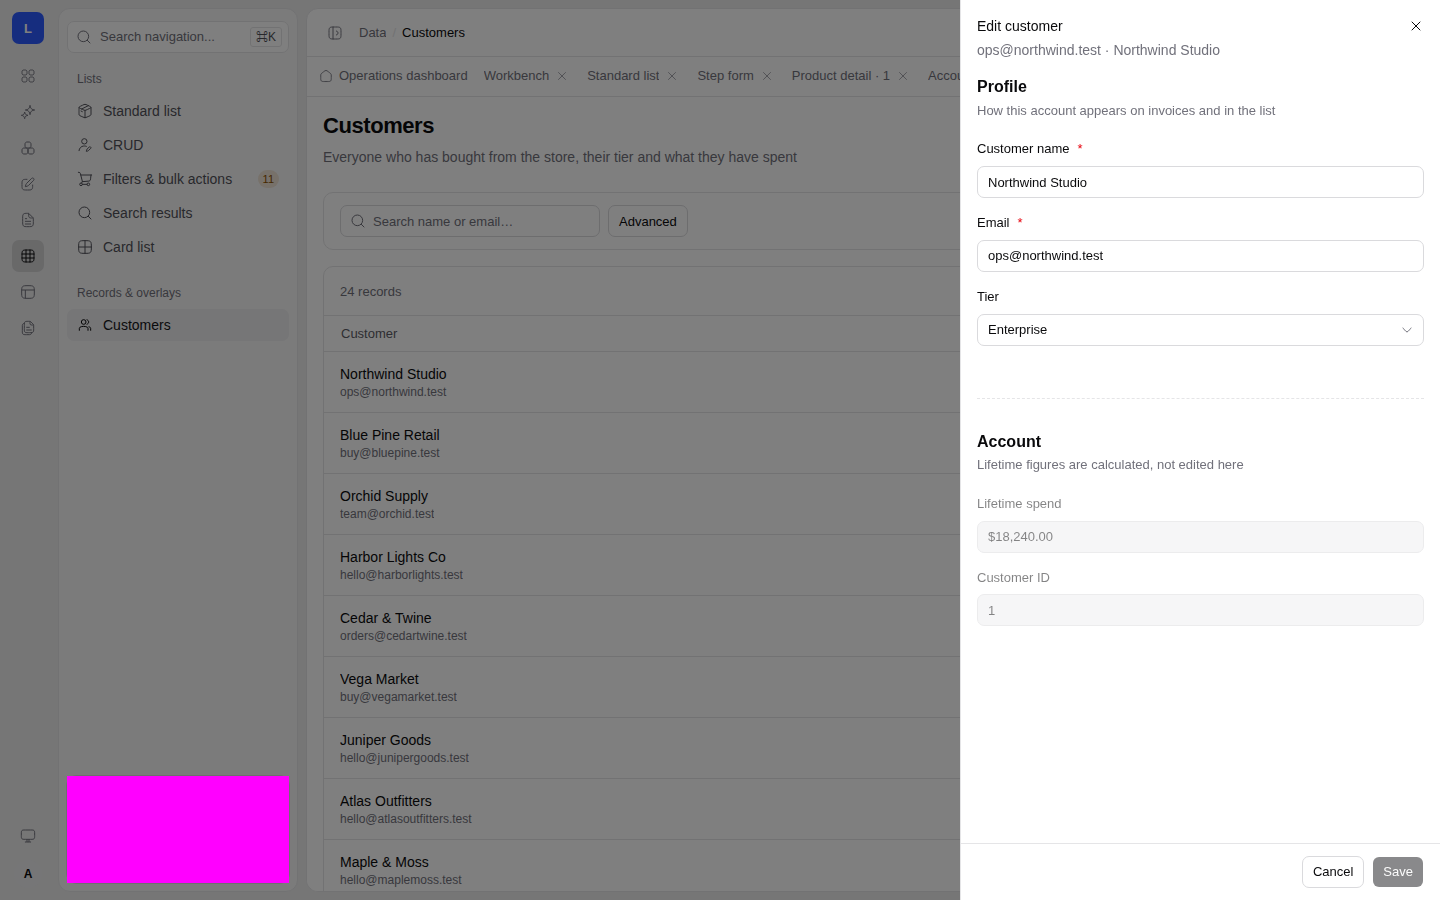 L
Search navigation...
⌘K
Lists
Standard list
CRUD
Filters & bulk actions
11
Search results
Card list
Records & overlays
Customers
A
Data / Customers
Operations dashboard
Workbench
Standard list
Step form
Product detail · 1
Accou
Customers
Everyone who has bought from the store, their tier and what they have spent
Search name or email…
Advanced
24 records
Customer
Northwind Studio
ops@northwind.test
Blue Pine Retail
buy@bluepine.test
Orchid Supply
team@orchid.test
Harbor Lights Co
hello@harborlights.test
Cedar & Twine
orders@cedartwine.test
Vega Market
buy@vegamarket.test
Juniper Goods
hello@junipergoods.test
Atlas Outfitters
hello@atlasoutfitters.test
Maple & Moss
hello@maplemoss.test
Edit customer
ops@northwind.test · Northwind Studio
Profile
How this account appears on invoices and in the list
Customer name *
Northwind Studio
Email *
ops@northwind.test
Tier
Enterprise
Account
Lifetime figures are calculated, not edited here
Lifetime spend
$18,240.00
Customer ID
1
Cancel
Save